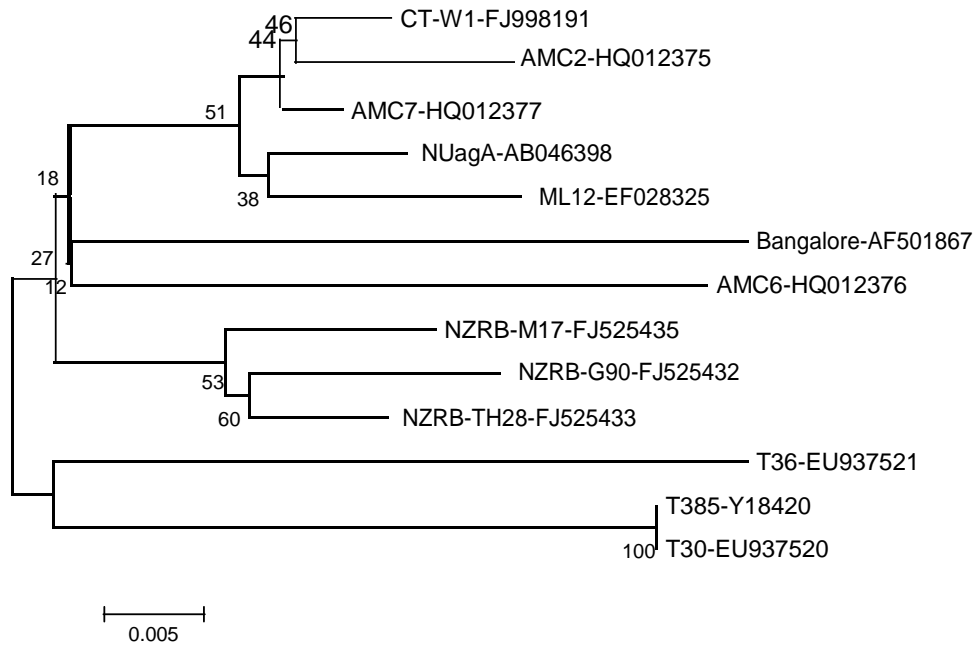 46
CT-W1-FJ998191
44
AMC2-HQ012375
51
AMC7-HQ012377
NUagA-AB046398
18
38
ML12-EF028325
Bangalore-AF501867
27
12
AMC6-HQ012376
NZRB-M17-FJ525435
53
NZRB-G90-FJ525432
60
NZRB-TH28-FJ525433
T36-EU937521
T385-Y18420
100
T30-EU937520
0.005